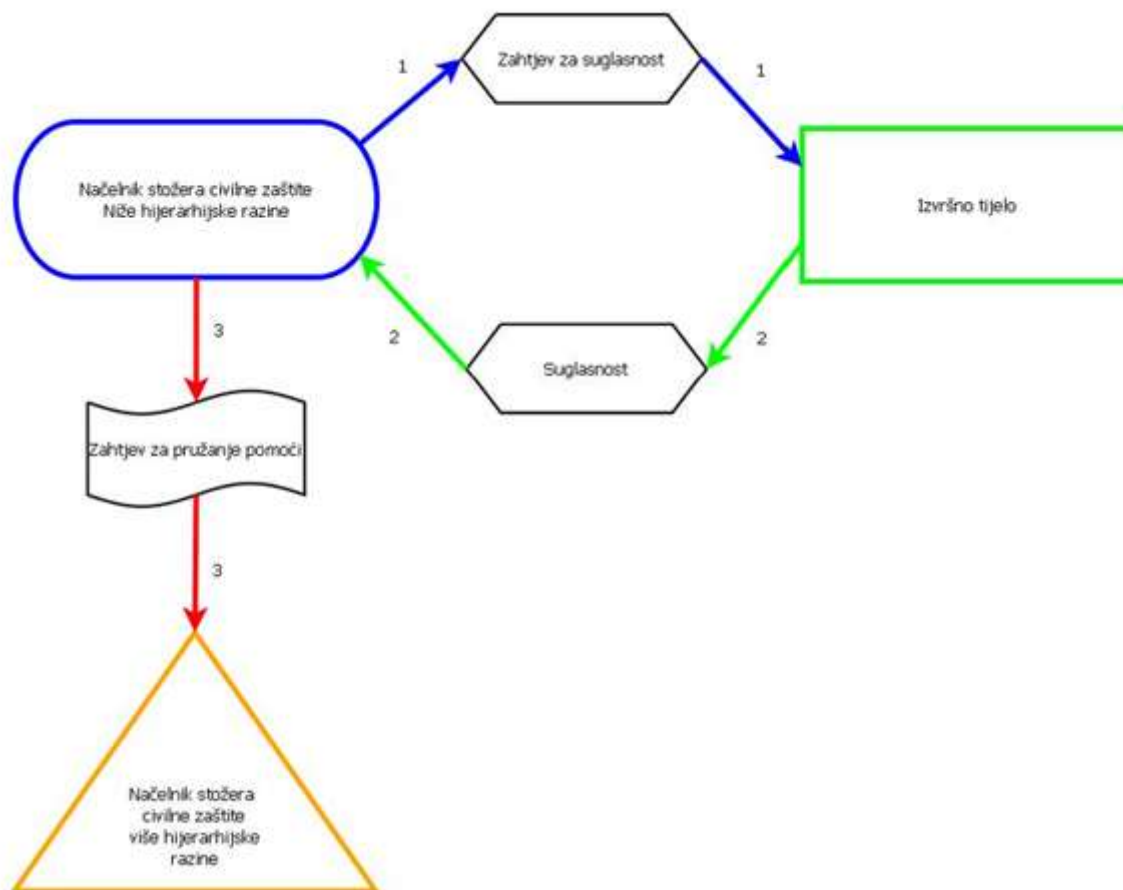 Zahtjev za suglasnost
1
1
Načelnik stožera civilne zaštite
Niže hijerarhijske razine
Izvršno tijelo
3
2
Suglasnost
2
Zahtjev za pružanje pomoći
3
Načelnik stožera
civilne zaštite
više hijerarhijske
razine